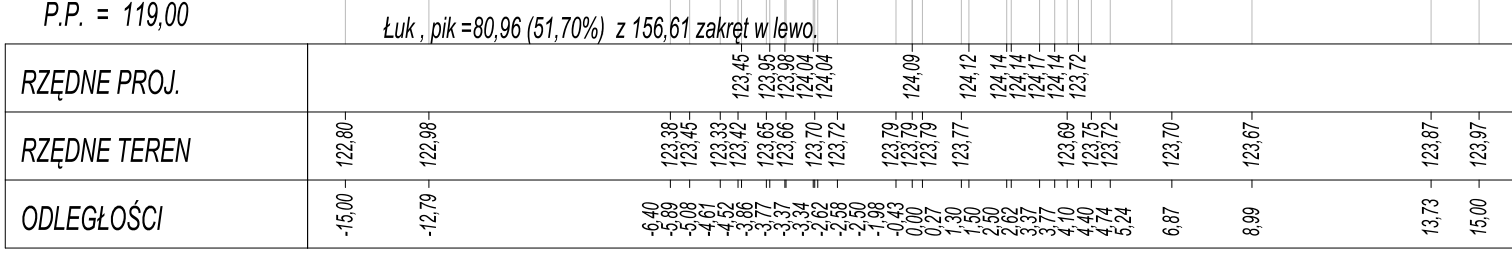 P.P. = 119,00
Łuk , pik =80,96 (51,70%) z 156,61 zakręt w lewo.
RZĘDNE PROJ. 123,45 123,95 123,98 124,04 124,04 124,09 124,12 124,14 124,14 124,17 124,14 123,72
RZĘDNE TEREN 122,80 122,98 123,38 123,45 123,33 123,42 123,65 123,66 123,70 123,72 123,79 123,79 123,79 123,77 123,69 123,75 123,72 123,70 123,67 123,87 123,97
ODLEGŁOŚCI -15,00 -12,79 -6,40 -5,89 -5,08 -4,61 -4,52 -3,86 -3,77 -3,37 -3,34 -2,62 -2,58 -2,50 -1,98 -0,43 0,00 0,27 1,30 1,50 2,50 2,62 3,37 3,77 4,10 4,40 4,74 5,24 6,87 8,99 13,73 15,00